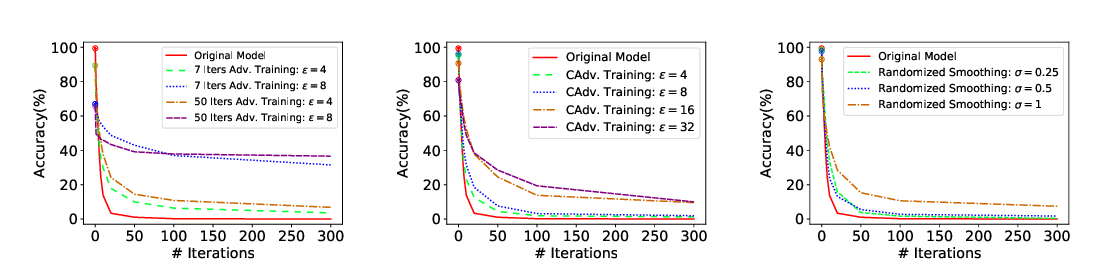 100
80
60
40
20
0
Accuracy(%)
Original Model
7 Iters Adv. Training: ε = 4
7 Iters Adv. Training: ε = 8
50 Iters Adv. Training: ε = 4
50 Iters Adv. Training: ε = 8
0 50 100 150 200 250 300
# Iterations
100
80
60
40
20
0
Accuracy(%)
Original Model
CAdv. Training: ε = 4
CAdv. Training: ε = 8
CAdv. Training: ε = 16
CAdv. Training: ε = 32
0 50 100 150 200 250 300
# Iterations
100
80
60
40
20
0
Accuracy(%)
Original Model
Randomized Smoothing: σ = 0.25
Randomized Smoothing: σ = 0.5
Randomized Smoothing: σ = 1
0 50 100 150 200 250 300
# Iterations